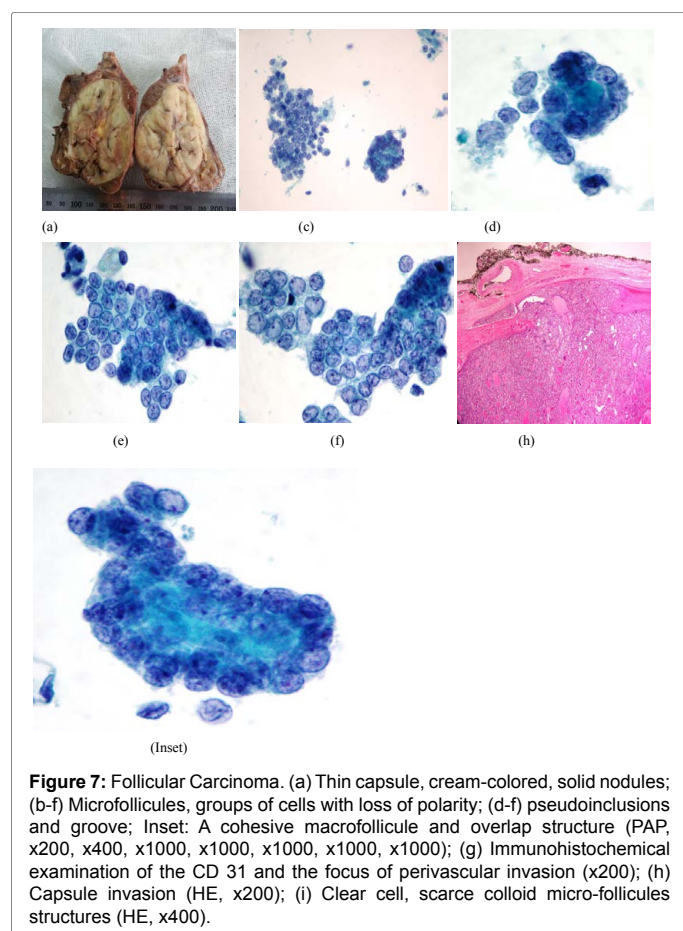 (a)
(c)
(d)
(e)
(f)
(h)
(Inset)
Figure 7: Follicular Carcinoma. (a) Thin capsule, cream-colored, solid nodules;
(b-f) Microfollicules, groups of cells with loss of polarity; (d-f) pseudoinclusions
and groove; Inset: A cohesive macrofollicule and overlap structure (PAP,
x200, x400, x1000, x1000, x1000, x1000); (g) Immunohistochemical
examination of the CD 31 and the focus of perivascular invasion (x200); (h)
Capsule invasion (HE, x200); (i) Clear cell, scarce colloid micro-follicules
structures (HE, x400).